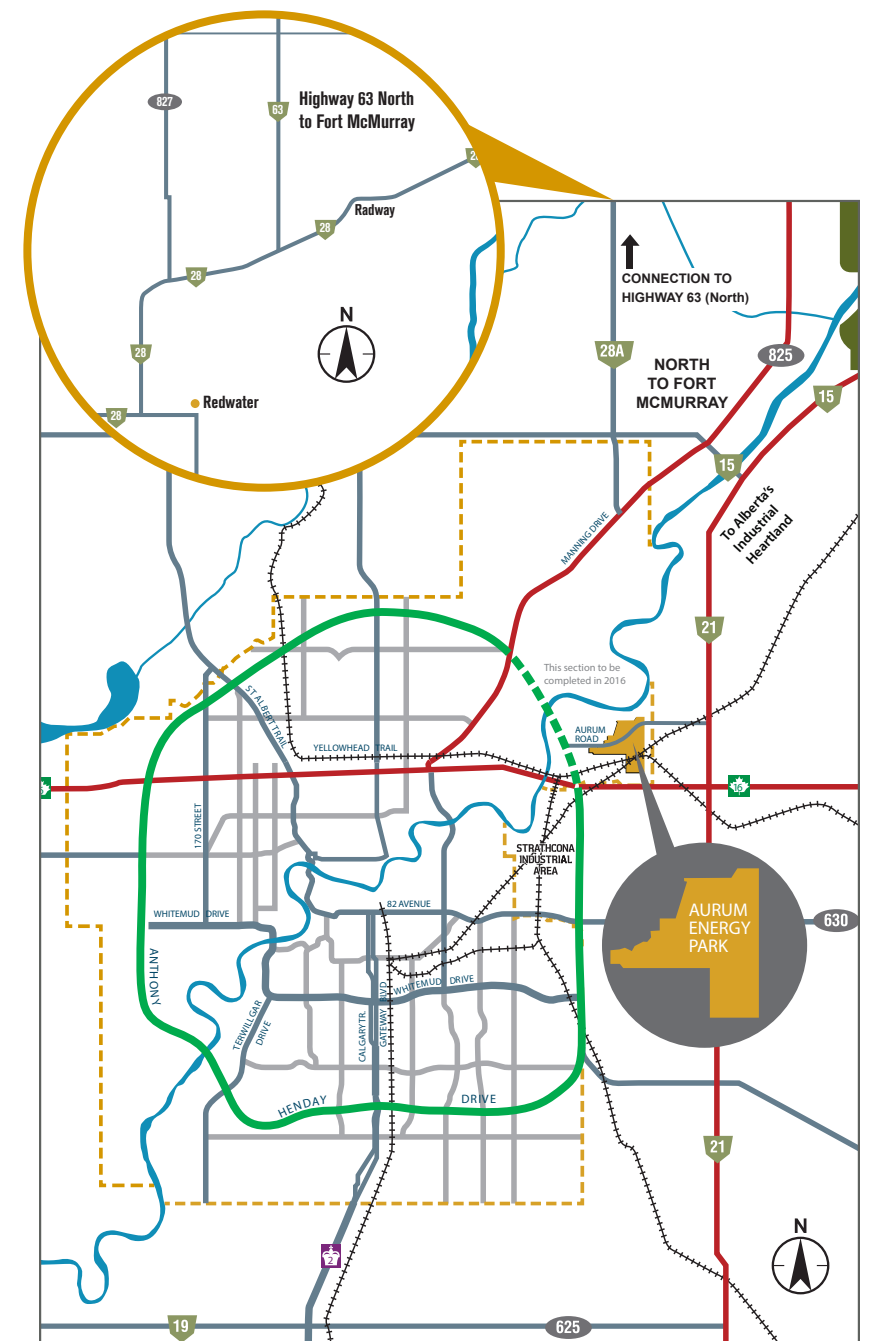 827
63
Highway 63 North
to Fort McMurray
28
Radway
28
28
N
28
Redwater
CONNECTION TO
HIGHWAY 63 (North)
28A
825
NORTH
TO FORT
MCMURRAY
15
15
To Alberta's
Industrial
Heartland
MANNING DRIVE
21
This section to be
completed in 2016
AURUM
ROAD
ST ALBERT TRAIL
YELLOWHEAD TRAIL
16
170 STREET
STRATHCONA
INDUSTRIAL
AREA
82 AVENUE
WHITEMUD DRIVE
AURUM
ENERGY
PARK
630
ANTHONY
WHITEMUD DRIVE
TERWILLGAR
DRIVE
CALGARY TR.
GATEWAY BLVD
HENDAY
DRIVE
21
N
2
19
625